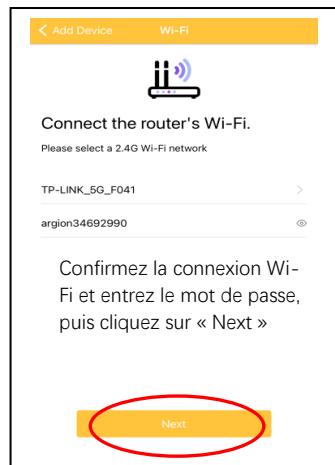 Add Device
Wi-Fi
Connect the router's Wi-Fi.
Please select a 2.4G Wi-Fi network
TP-LINK_5G_F041
argion34692990
Confirmez la connexion Wi-
Fi et entrez le mot de passe,
puis cliquez sur « Next »
Next